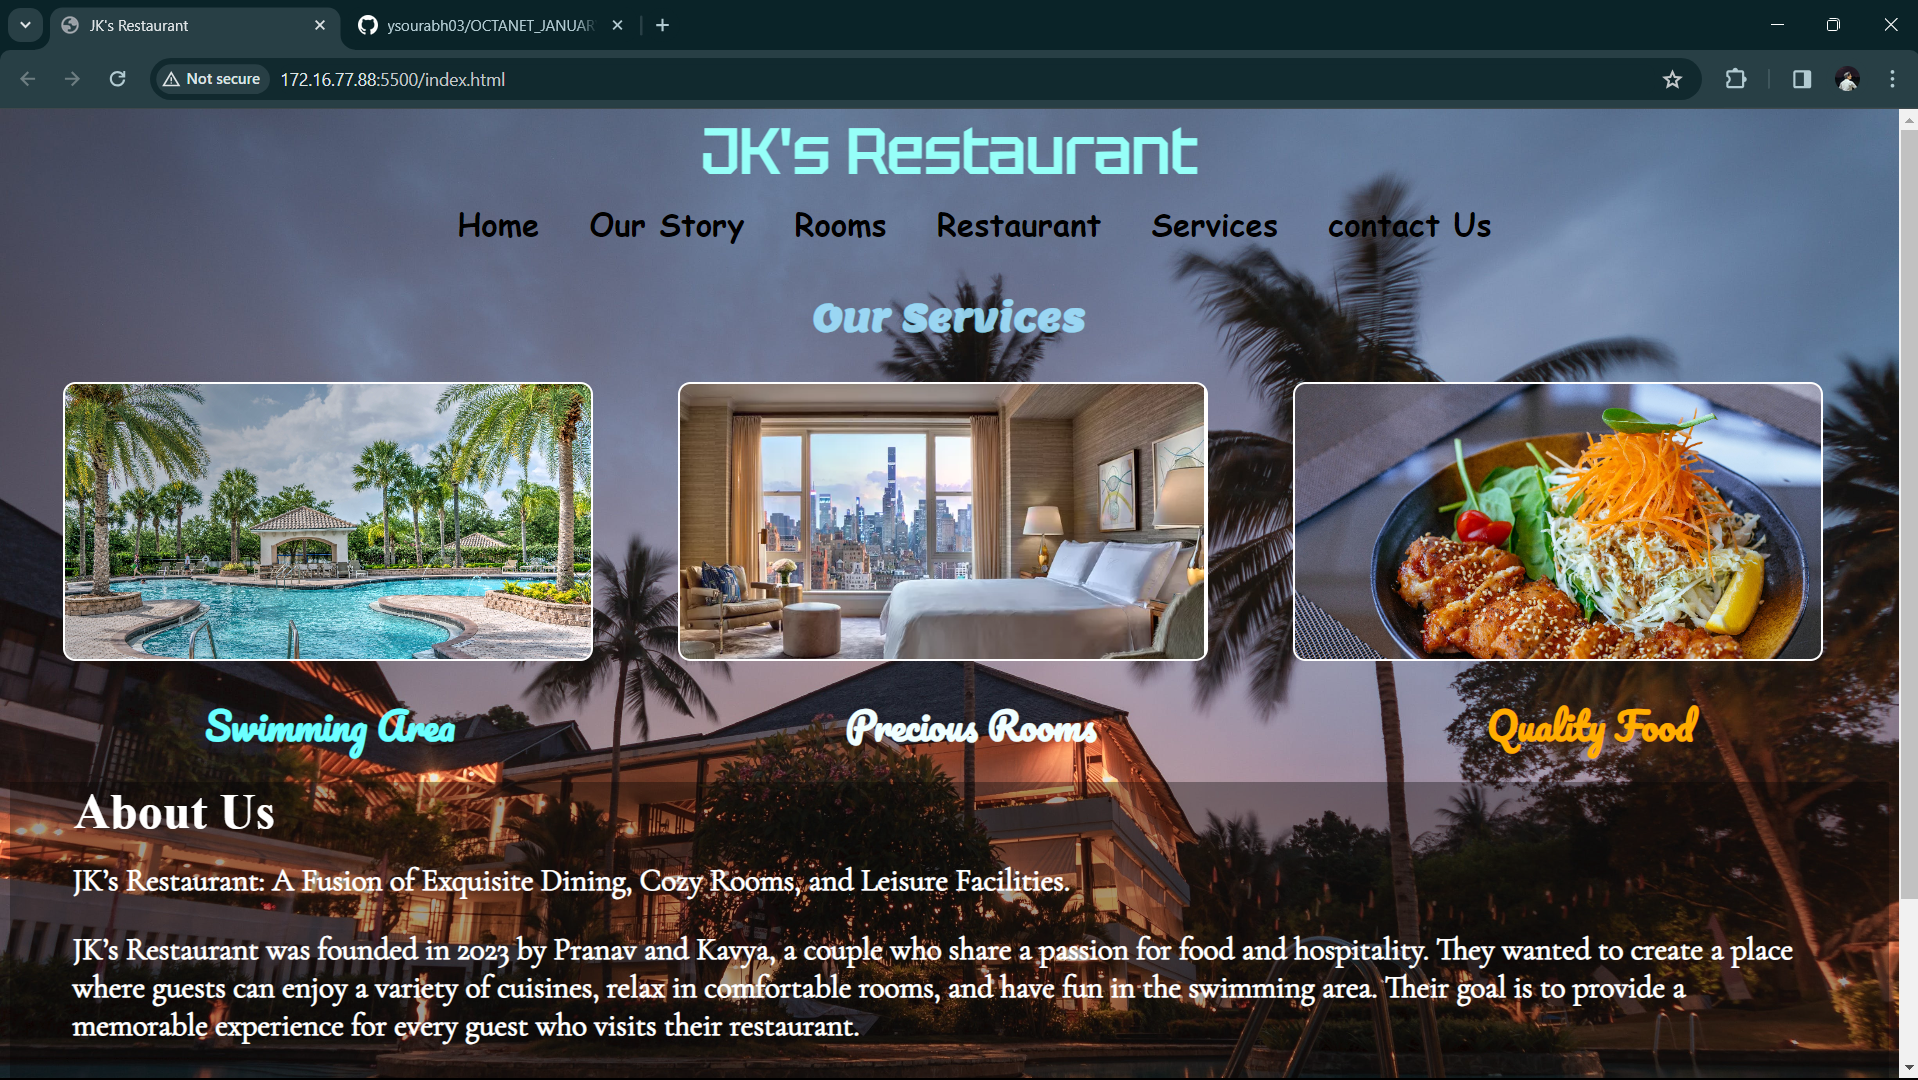 JK's Restaurant
ysourabh03/OCTANET_JANUAR
Not secure
172.16.77.88:5500/index.html
JK's Restaurant
Home Our Story Rooms Restaurant Services contact Us
Our Services
Swimming Area Precious Rooms Quality Food
About Us
JK’s Restaurant: A Fusion of Exquisite Dining, Cozy Rooms, and Leisure Facilities.
JK’s Restaurant was founded in 2023 by Pranav and Kavya, a couple who share a passion for food and hospitality. They wanted to create a place
where guests can enjoy a variety of cuisines, relax in comfortable rooms, and have fun in the swimming area. Their goal is to provide a
memorable experience for every guest who visits their restaurant.